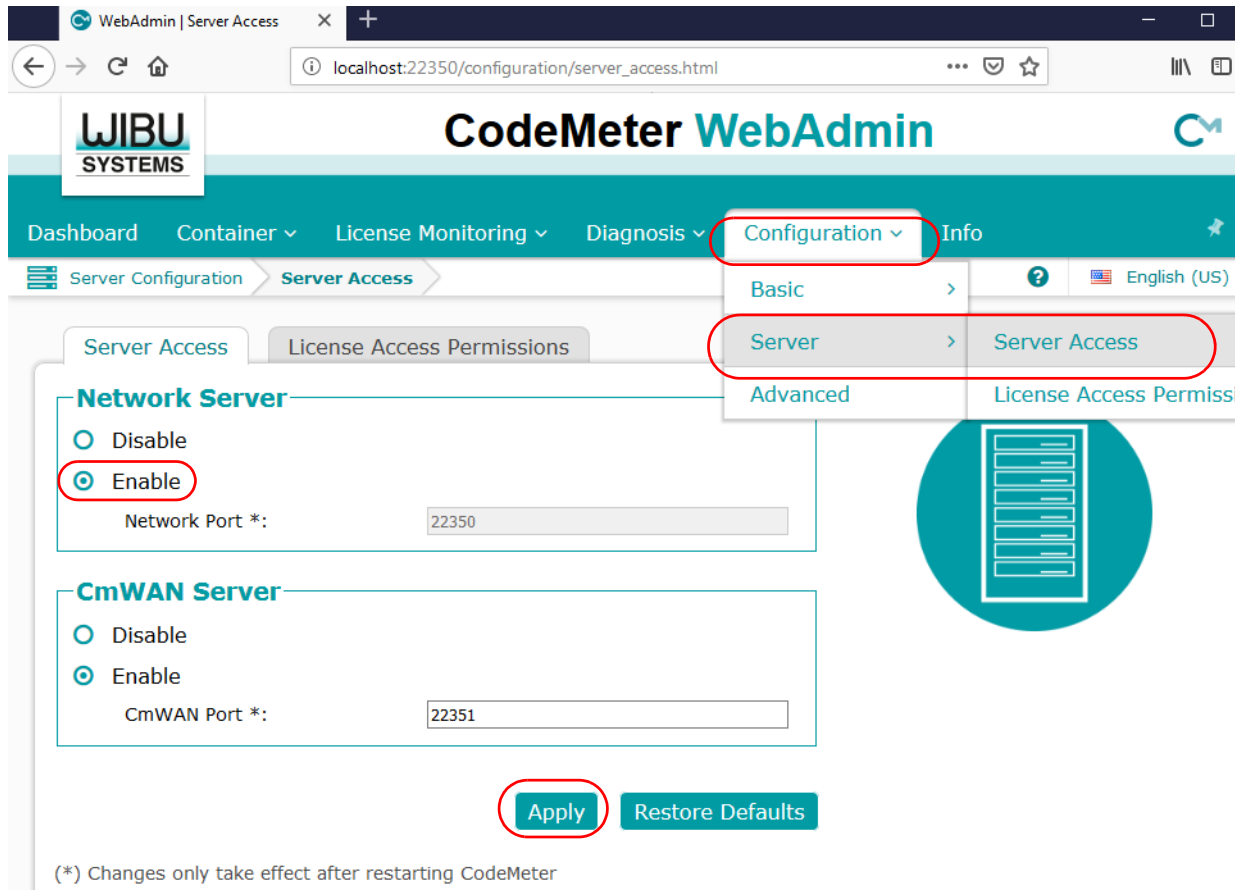 WebAdmin | Server Access
localhost:22350/configuration/server_access.html
WIBU
SYSTEMS
CodeMeter WebAdmin
CM
Dashboard Container License Monitoring Diagnosis Configuration Info
Server Configuration Server Access
English (US)
Basic
Server
Server Access
Advanced
License Access Permissi
Server Access License Access Permissions
Network Server
Disable
Enable
Network Port *: 22350
CmWAN Server
Disable
Enable
CmWAN Port *: 22351
Apply Restore Defaults
(*) Changes only take effect after restarting CodeMeter